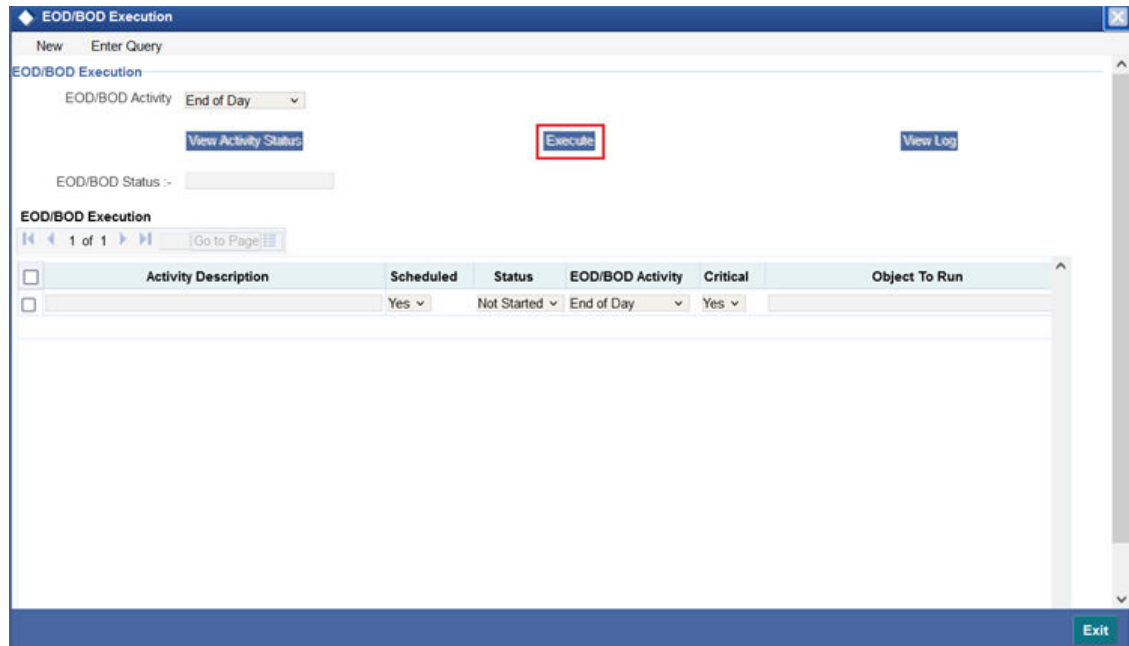 EOD/BOD Execution
New Enter Query
EOD/BOD Execution
EOD/BOD Activity End of Day
View Activity Status Execute View Log
EOD/BOD Status :-
EOD/BOD Execution
1 of 1 Go to Page
Activity Description Scheduled Status EOD/BOD Activity Critical Object To Run
Yes Not Started End of Day Yes
Exit